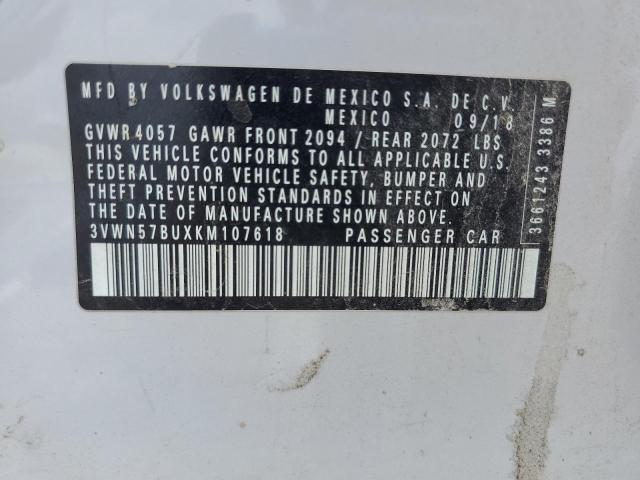 MFD BY VOLKSWAGEN DE MEXICO S.A. DE C.V.
MEXICO 09/18
GVWR4057 GAWR FRONT 2094 / REAR 2072 LBS
THIS VEHICLE CONFORMS TO ALL APPLICABLE U.S.
FEDERAL MOTOR VEHICLE SAFETY, BUMPER AND
THEFT PREVENTION STANDARDS IN EFFECT ON
THE DATE OF MANUFACTURE SHOWN ABOVE.
3VWN57BUXKM107618 PASSENGER CAR
3661243 3386 M